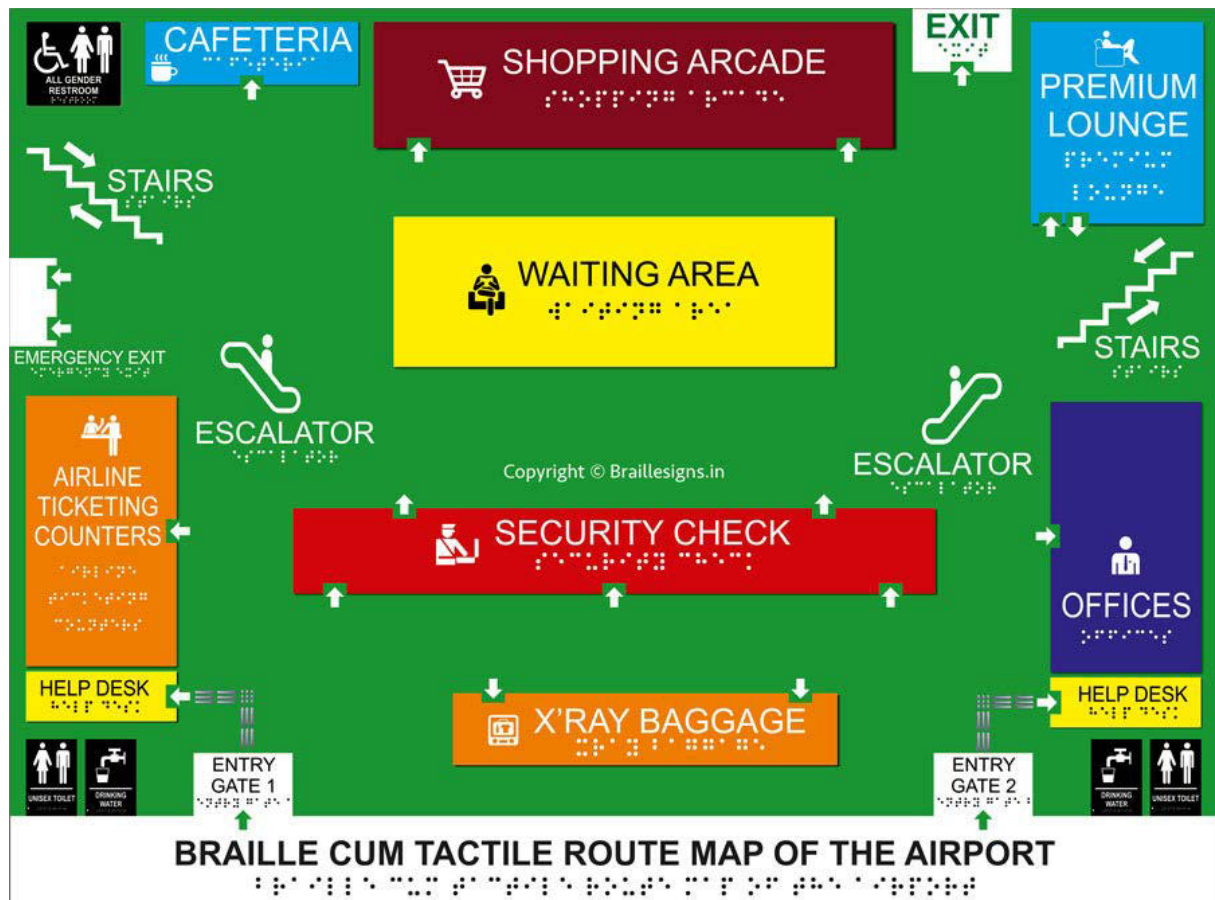 ALL GENDER
RESTROOM
CAFETERIA
SHOPPING ARCADE
EXIT
PREMIUM
LOUNGE
STAIRS
WAITING AREA
STAIRS
EMERGENCY EXIT
ESCALATOR
ESCALATOR
Copyright © Braillesigns.in
AIRLINE
TICKETING
COUNTERS
SECURITY CHECK
OFFICES
HELP DESK
X'RAY BAGGAGE
HELP DESK
UNISEX TOILET
DRINKING
WATER
ENTRY
GATE 1
ENTRY
GATE 2
DRINKING
WATER
UNISEX TOILET
BRAILLE CUM TACTILE ROUTE MAP OF THE AIRPORT